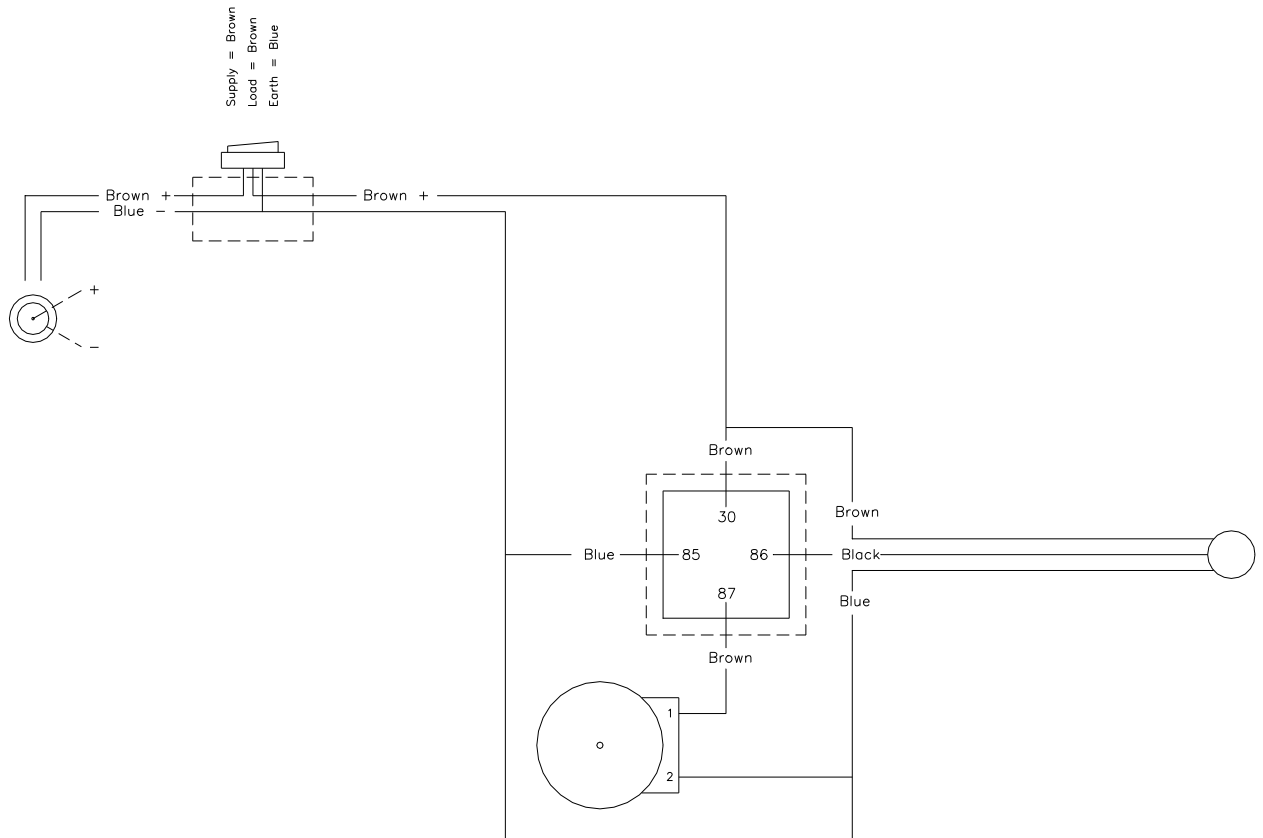 Supply = Brown
Load = Brown
Earth = Blue
Brown +
Brown +
Blue -
+
-
Brown
Brown
30
Blue
85
86
Black
87
Blue
Brown
1
2